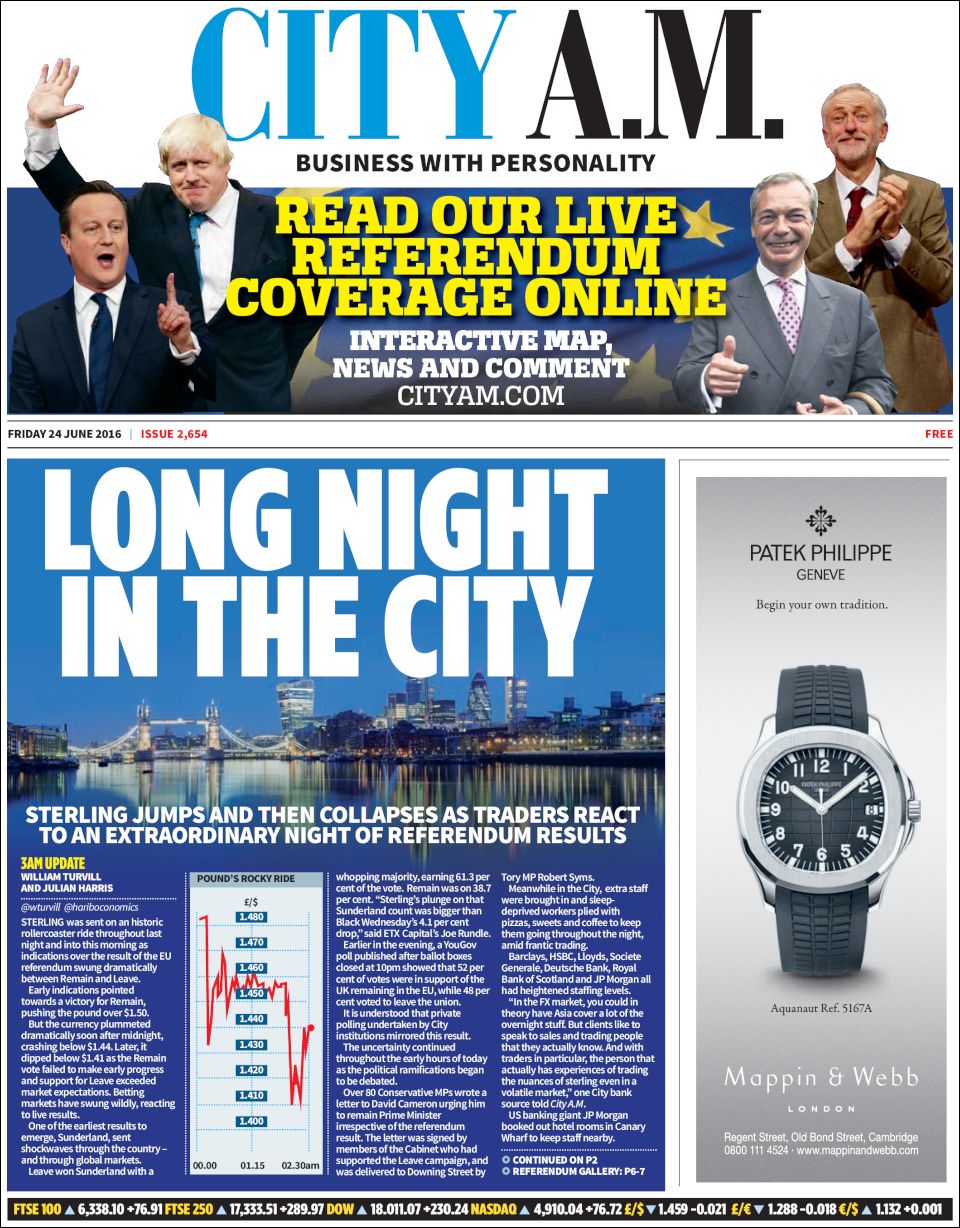 CITY A.M.
BUSINESS WITH PERSONALITY
READ OUR LIVE
REFERENDUM
COVERAGE ONLINE
INTERACTIVE MAP,
NEWS AND COMMENT
CITYAM.COM
FRIDAY 24 JUNE 2016 | ISSUE 2,654
FREE
LONG NIGHT
IN THE CITY
STERLING JUMPS AND THEN COLLAPSES AS TRADERS REACT
TO AN EXTRAORDINARY NIGHT OF REFERENDUM RESULTS
3AM UPDATE
WILLIAM TURVILL
AND JULIAN HARRIS
@wturvill @hariboconomics
STERLING was sent on an historic
rollercoaster ride throughout last
night and into this morning as
indications over the result of the EU
referendum swung dramatically
between Remain and Leave.
Early indications pointed
towards a victory for Remain,
pushing the pound over $1.50.
But the currency plummeted
dramatically soon after midnight,
crashing below $1.44. Later, it
dipped below $1.41 as the Remain
vote failed to make early progress
and support for Leave exceeded
market expectations. Betting
markets have swung wildly, reacting
to live results.
One of the earliest results to
emerge, Sunderland, sent
shockwaves through the country –
and through global markets.
Leave won Sunderland with a
POUND'S ROCKY RIDE
£/$
1.480
1.470
1.460
1.450
1.440
1.430
1.420
1.410
1.400
00.00 01.15 02.30am
whopping majority, earning 61.3 per
cent of the vote. Remain was on 38.7
per cent. “Sterling’s plunge on that
Sunderland count was bigger than
Black Wednesday’s 4.1 per cent
drop,” said ETX Capital’s Joe Rundle.
Earlier in the evening, a YouGov
poll published after ballot boxes
closed at 10pm showed that 52 per
cent of votes were in support of the
UK remaining in the EU, while 48 per
cent voted to leave the union.
It is understood that private
polling undertaken by City
institutions mirrored this result.
The uncertainty continued
throughout the early hours of today
as the political ramifications began
to be debated.
Over 80 Conservative MPs wrote a
letter to David Cameron urging him
to remain Prime Minister
irrespective of the referendum
result. The letter was signed by
members of the Cabinet who had
supported the Leave campaign, and
was delivered to Downing Street by
Tory MP Robert Syms.
Meanwhile in the City, extra staff
were brought in and sleep-
deprived workers plied with
pizzas, sweets and coffee to keep
them going throughout the night,
amid frantic trading.
Barclays, HSBC, Lloyds, Societe
Generale, Deutsche Bank, Royal
Bank of Scotland and JP Morgan all
had heightened staffing levels.
“In the FX market, you could in
theory have Asia cover a lot of the
overnight stuff. But clients like to
speak to sales and trading people
that they actually know. And with
traders in particular, the person that
actually has experiences of trading
the nuances of sterling even in a
volatile market,” one City bank
source told City A.M.
US banking giant JP Morgan
booked out hotel rooms in Canary
Wharf to keep staff nearby.
CONTINUED ON P2
REFERENDUM GALLERY: P6-7
PATEK PHILIPPE
GENEVE
Begin your own tradition.
11 12 1
10 2
PATEK PHILIPPE
GENEVE
9 8
8 4
7 6 5
Aquanaut Ref. 5167A
Mappin & Webb
LONDON
Regent Street, Old Bond Street, Cambridge
0800 111 4524 · www.mappinandwebb.com
FTSE 100 ▲ 6,338.10 +76.91 FTSE 250 ▲ 17,333.51 +289.97 DOW ▲ 18.011.07 +230.24 NASDAQ ▲ 4,910.04 +76.72 £/$ ▼ 1.459 -0.021 £/€ ▼ 1.288 -0.018 €/$ ▲ 1.132 +0.001